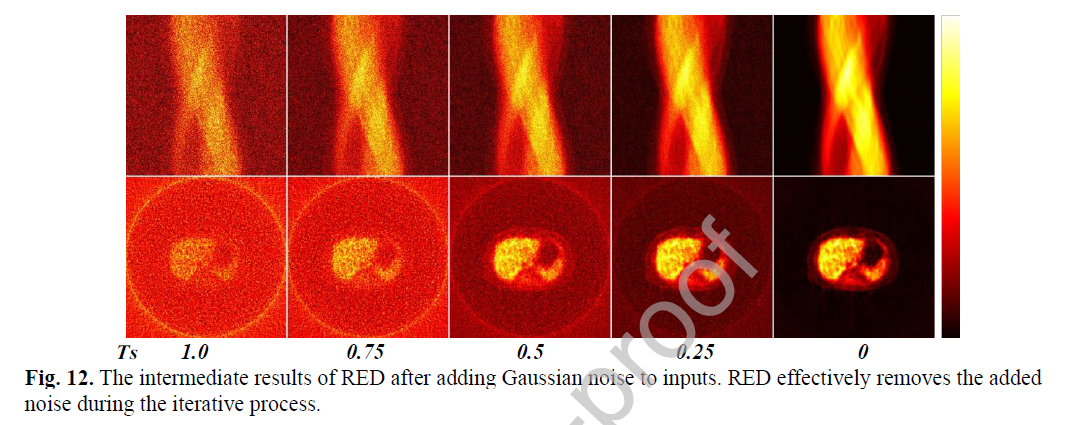 Ts 1.0 0.75 0.5 0.25 0
Fig. 12. The intermediate results of RED after adding Gaussian noise to inputs. RED effectively removes the added
noise during the iterative process.
proof